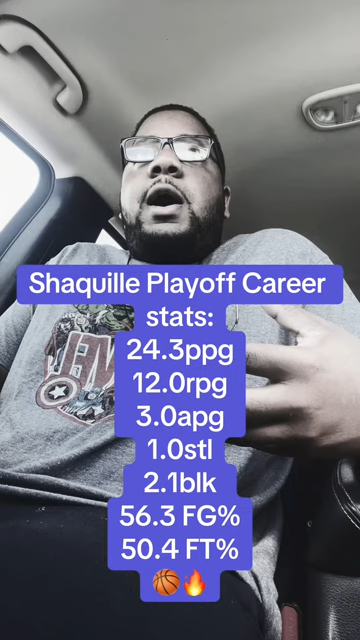 Shaquille Playoff Career
stats:
24.3ppg
12.0rpg
3.0apg
1.0stl
2.1blk
56.3 FG%
50.4 FT%
🏀🔥